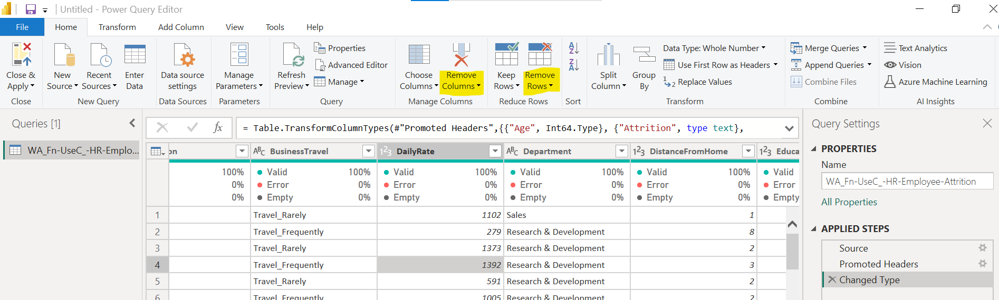 Untitled - Power Query Editor
File Home Transform Add Column View Tools Help
Close & Apply
New Source
Recent Sources
Enter Data
Data source settings
Manage Parameters
Refresh Preview
Properties
Advanced Editor
Manage
Choose Columns
Remove Columns
Keep Rows
Remove Rows
A Z
Z A
Split Column
Group By
Data Type: Whole Number
Use First Row as Headers
1 2 Replace Values
Merge Queries
Append Queries
Combine Files
Text Analytics
Vision
Azure Machine Learning
Close New Query Data Sources Parameters Query Manage Columns Reduce Rows Sort Transform Combine AI Insights
Queries [1]
WA_Fn-UseC_-HR-Emplo...
fx = Table.TransformColumnTypes(#"Promoted Headers",{{"Age", Int64.Type}, {"Attrition", type text},
on ABC BusinessTravel 123 DailyRate ABC Department 123 DistanceFromHome 123 Educa
100% Valid 100% Valid 100% Valid 100% Valid 100% Valid
0% Error 0% Error 0% Error 0% Error 0% Error
0% Empty 0% Empty 0% Empty 0% Empty 0% Empty
1 Travel_Rarely 1102 Sales 1
2 Travel_Frequently 279 Research & Development 8
3 Travel_Rarely 1373 Research & Development 2
4 Travel_Frequently 1392 Research & Development 3
5 Travel_Rarely 591 Research & Development 2
6 Travel_Frequently 1005 Research & Development 2
Query Settings
PROPERTIES
Name
WA_Fn-UseC_-HR-Employee-Attrition
All Properties
APPLIED STEPS
Source
Promoted Headers
Changed Type